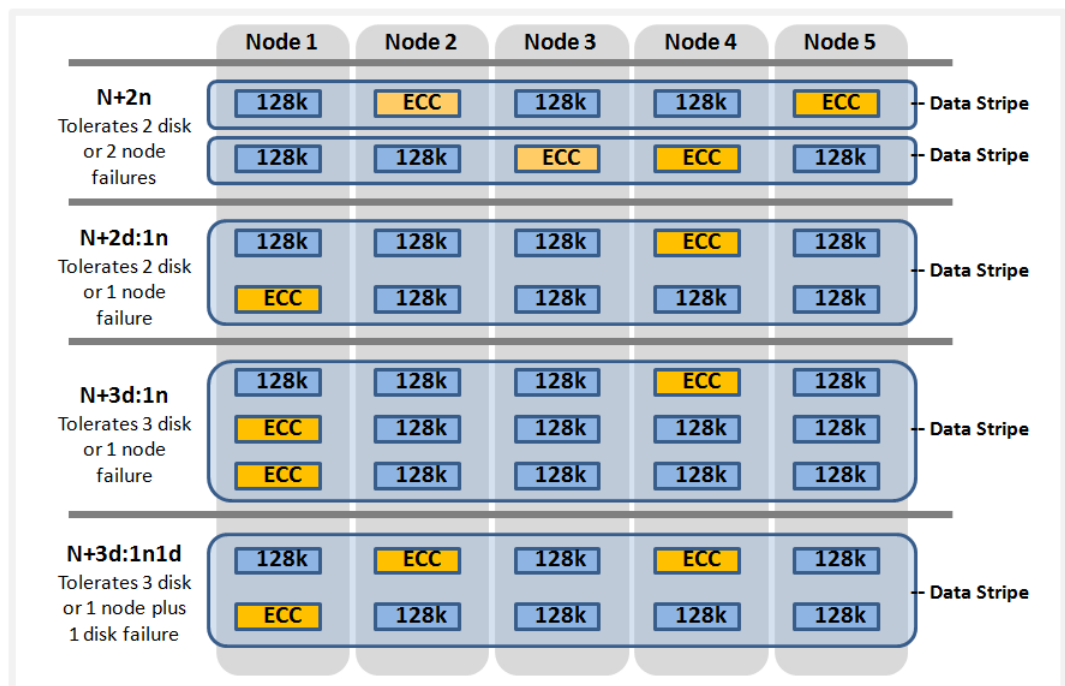 Node 1 Node 2 Node 3 Node 4 Node 5
N+2n
Tolerates 2 disk
or 2 node
failures
128k ECC 128k 128k ECC -- Data Stripe
128k 128k ECC ECC 128k -- Data Stripe
N+2d:1n
Tolerates 2 disk
or 1 node
failure
128k 128k 128k ECC 128k
-- Data Stripe
ECC 128k 128k 128k 128k
N+3d:1n
Tolerates 3 disk
or 1 node
failure
128k 128k 128k ECC 128k
ECC 128k 128k 128k 128k -- Data Stripe
ECC 128k 128k 128k 128k
N+3d:1n1d
Tolerates 3 disk
or 1 node plus
1 disk failure
128k ECC 128k ECC 128k
-- Data Stripe
ECC 128k 128k 128k 128k